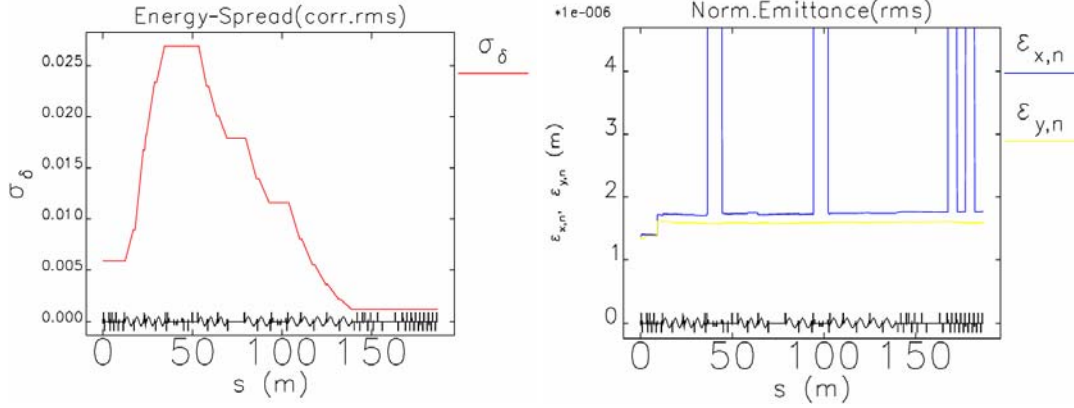 Energy-Spread(corr.rms)
σδ
0.025
0.020
0.015
0.010
0.005
0.000
σδ
0 50 100 150
s (m)
*1e-006 Norm.Emittance(rms)
εx,n
εy,n
4
3
2
1
0
εx,n, εy,n (m)
0 50 100 150
s (m)